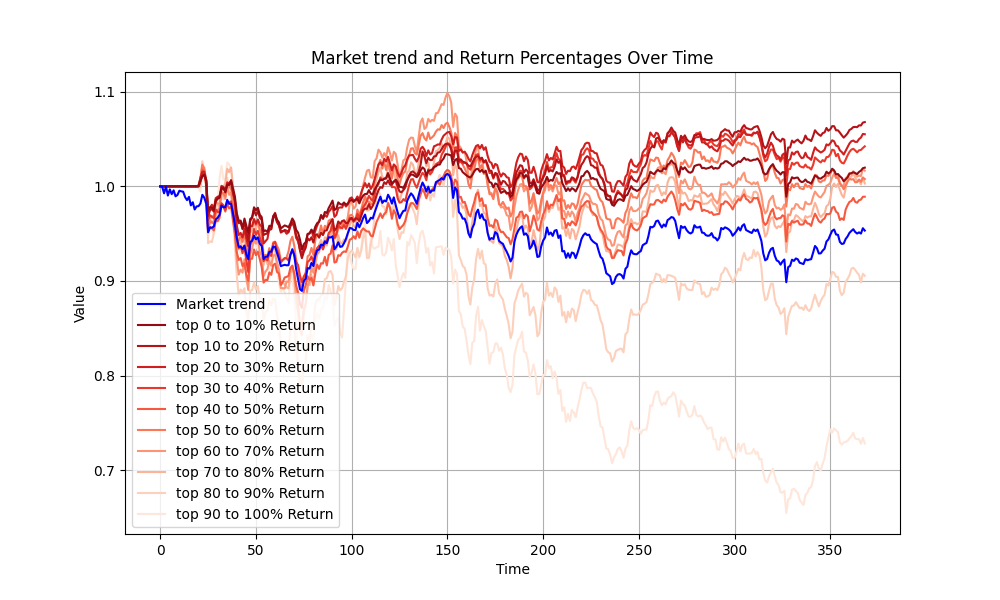 Market trend and Return Percentages Over Time
1.1
1.0
0.9
0.8
0.7
Value
Market trend
top 0 to 10% Return
top 10 to 20% Return
top 20 to 30% Return
top 30 to 40% Return
top 40 to 50% Return
top 50 to 60% Return
top 60 to 70% Return
top 70 to 80% Return
top 80 to 90% Return
top 90 to 100% Return
0 50 100 150 200 250 300 350
Time